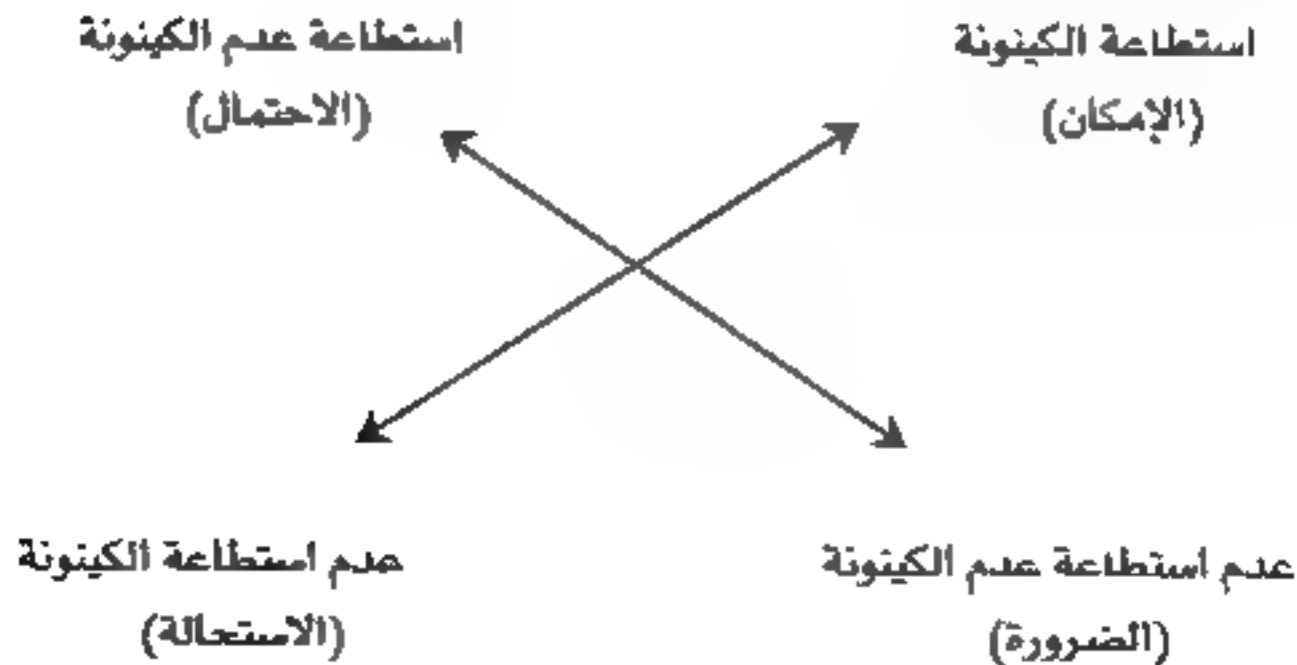 استطاعة الكينونة
(الإمكان)
استطاعة عدم الكينونة
(الاحتمال)
عدم استطاعة عدم الكينونة
(الضرورة)
عدم استطاعة الكينونة
(الاستحالة)